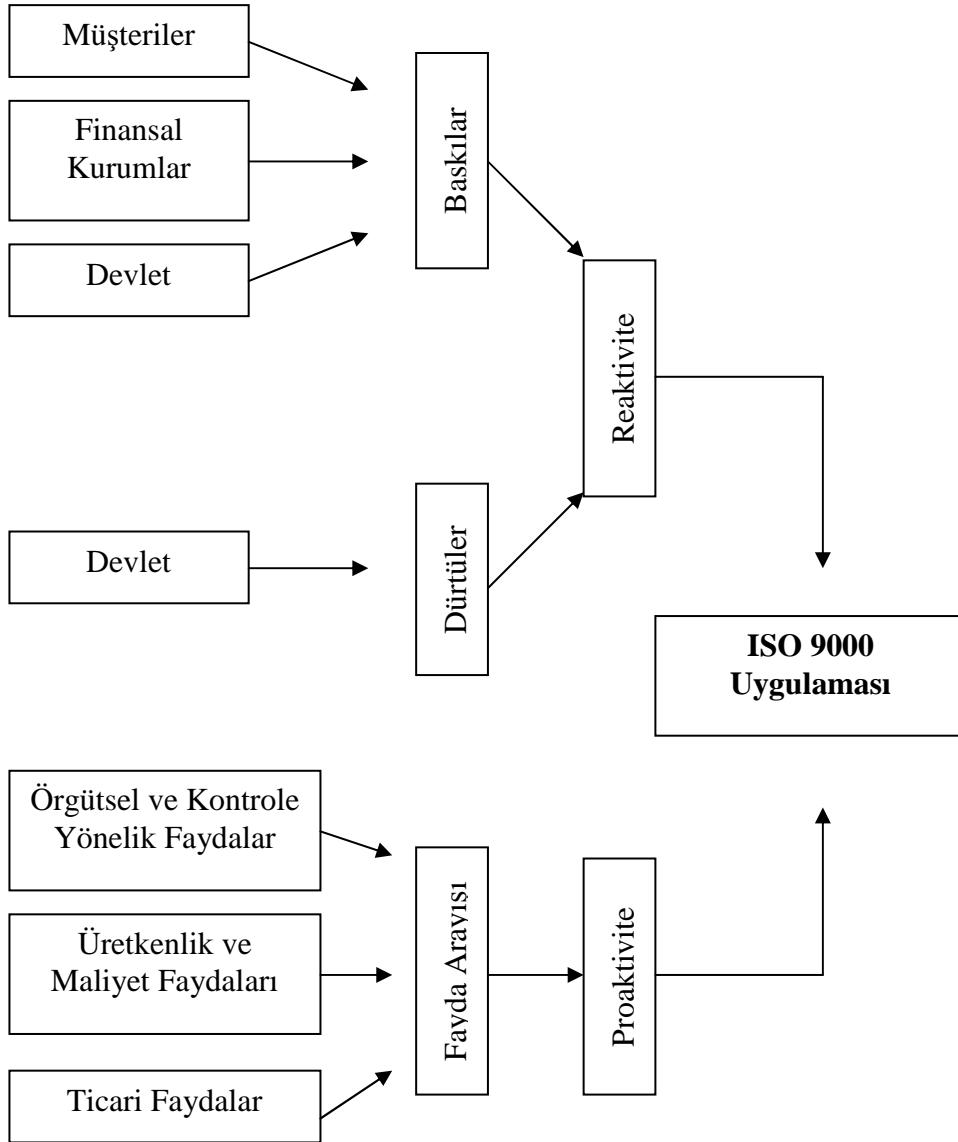 Müşteriler
Finansal
Kurumlar
Devlet
Baskılar
Reaktivite
Devlet
Dürtüler
ISO 9000
Uygulaması
Örgütsel ve Kontrole
Yönelik Faydalar
Üretkenlik ve
Maliyet Faydaları
Ticari Faydalar
Fayda Arayışı
Proaktivite